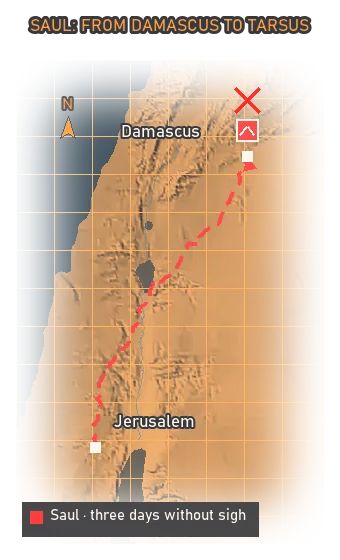 SAUL: FROM DAMASCUS TO TARSUS
N
Damascus
Jerusalem
Saul · three days without sigh